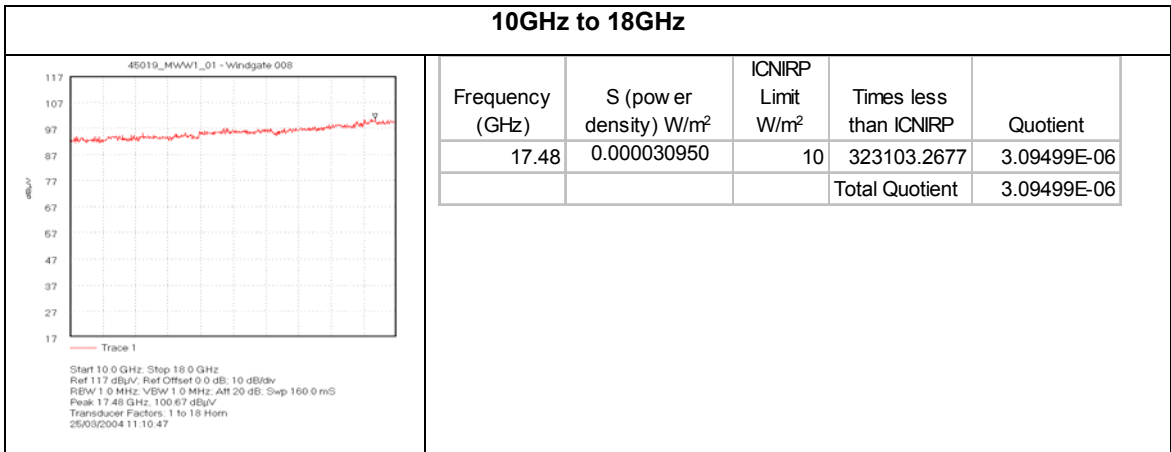 10GHz to 18GHz
45019_MWW1_01 - Windgate 008
117
107
97
87
77
67
57
47
37
27
17
dBµV
Trace 1
Start 10.0 GHz; Stop 18.0 GHz
Ref 117 dBµV; Ref Offset 0.0 dB; 10 dB/div
RBW 1.0 MHz; VBW 1.0 MHz; Att 20 dB; Swp 160.0 mS
Peak 17.48 GHz, 100.67 dBµV
Transducer Factors: 1 to 18 Horn
25/03/2004 11:10:47
Frequency (GHz) S (power density) W/m² ICNIRP Limit W/m² Times less than ICNIRP Quotient
17.48 0.000030950 10 323103.2677 3.09499E-06
Total Quotient 3.09499E-06